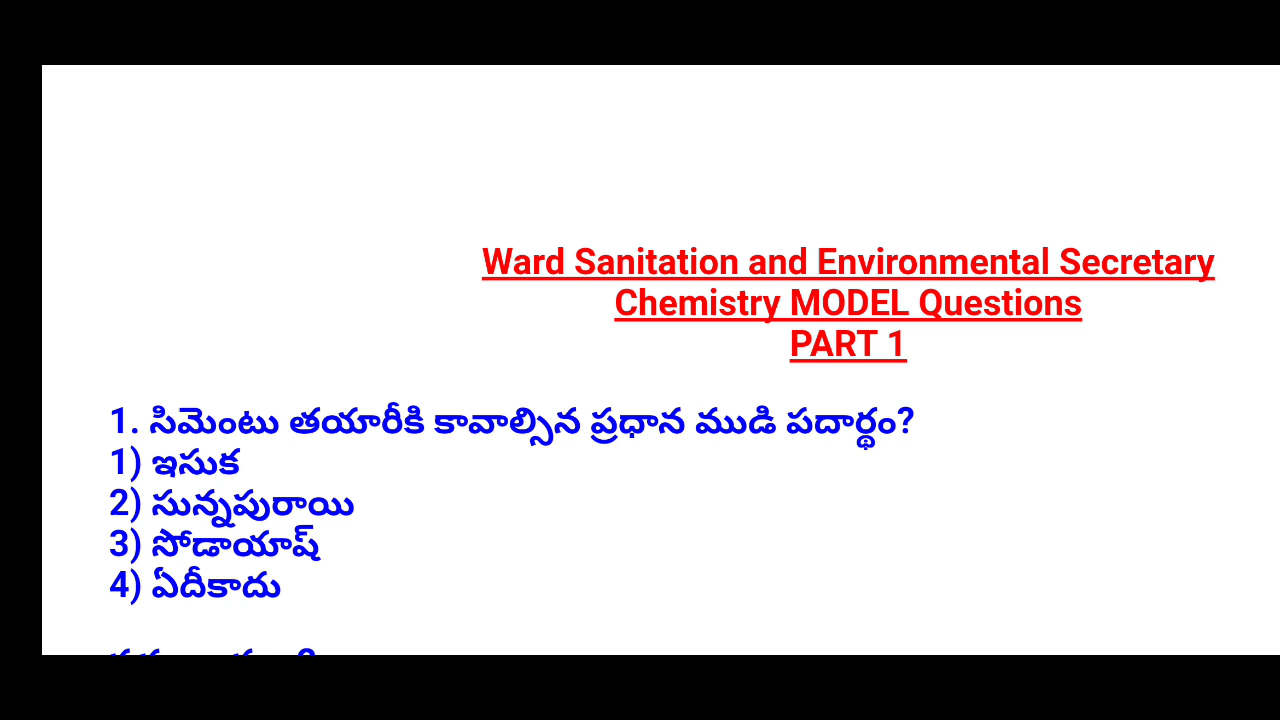 Ward Sanitation and Environmental Secretary
Chemistry MODEL Questions
PART 1
1. సిమెంటు తయారీకి కావాల్సిన ప్రధాన ముడి పదార్థం?
1) ఇసుక
2) సున్నపురాయి
3) సోడాయాష్
4) ఏదీకాదు